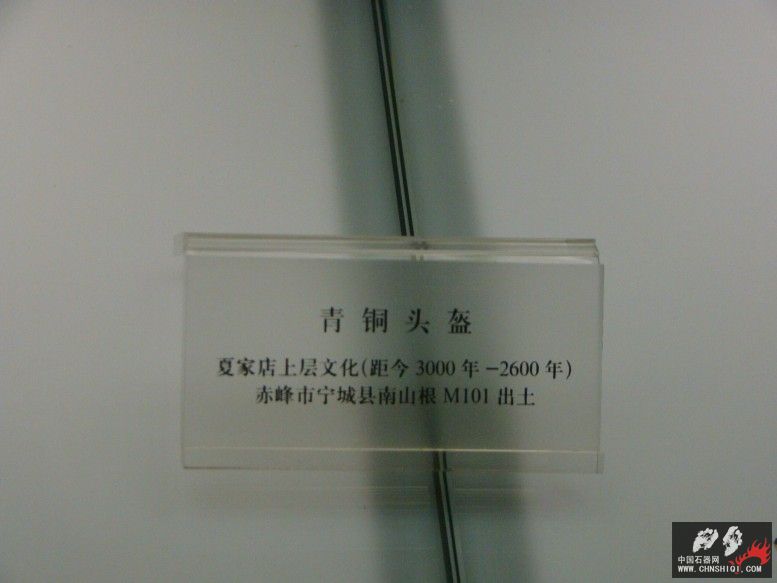 青铜头盔
夏家店上层文化(距今3000年-2600年)
赤峰市宁城县南山根M101出土
中国石器网
WWW.CHNSHIQI.COM